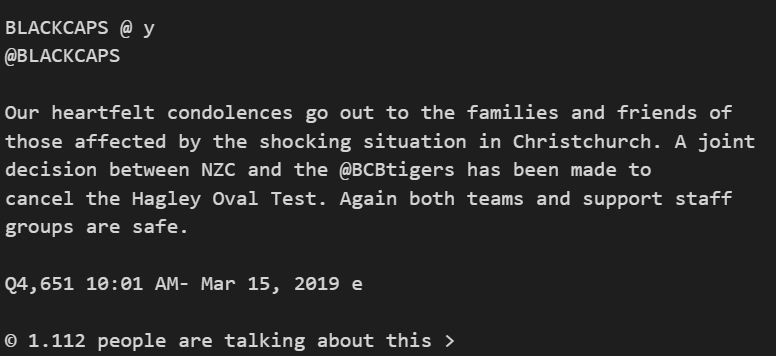 BLACKCAPS @ y
@BLACKCAPS
Our heartfelt condolences go out to the families and friends of
those affected by the shocking situation in Christchurch. A joint
decision between NZC and the @BCBtigers has been made to
cancel the Hagley Oval Test. Again both teams and support staff
groups are safe.
Q4,651 10:01 AM- Mar 15, 2019 e
© 1.112 people are talking about this >